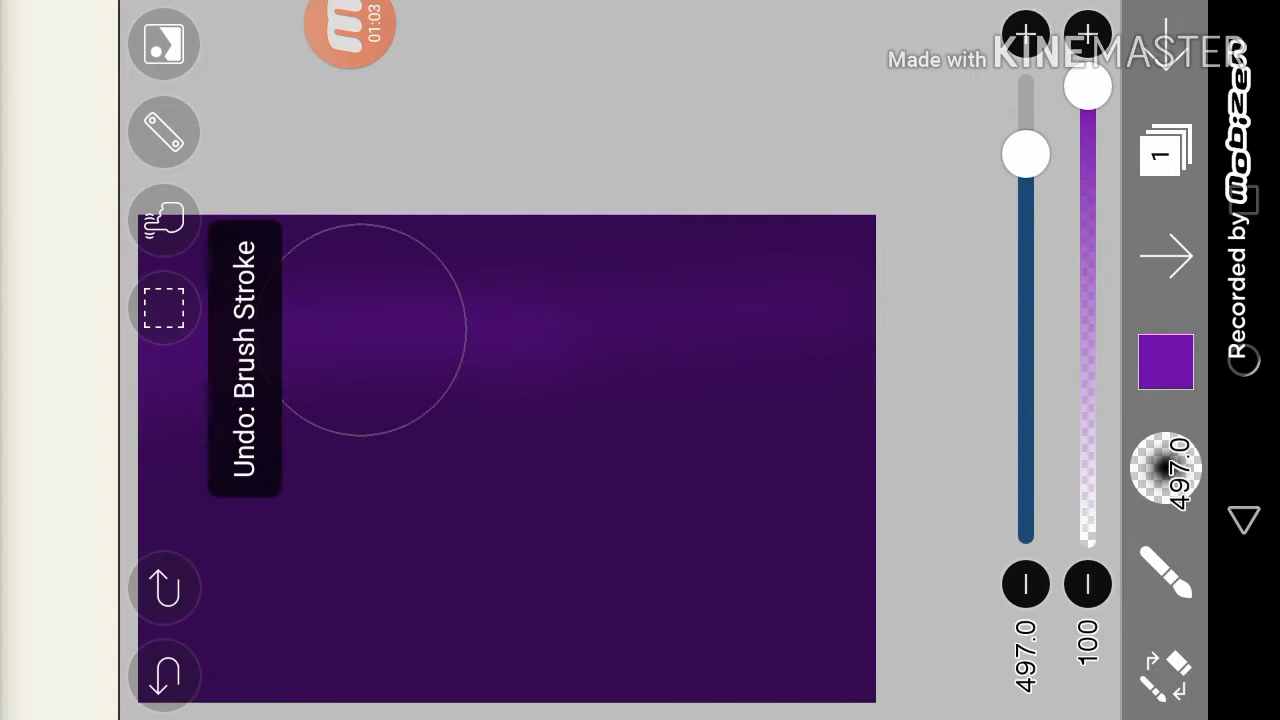 01:03
Made with KINEMASTER
Recorded by mobizen
1
Undo: Brush Stroke
497.0
497.0
100